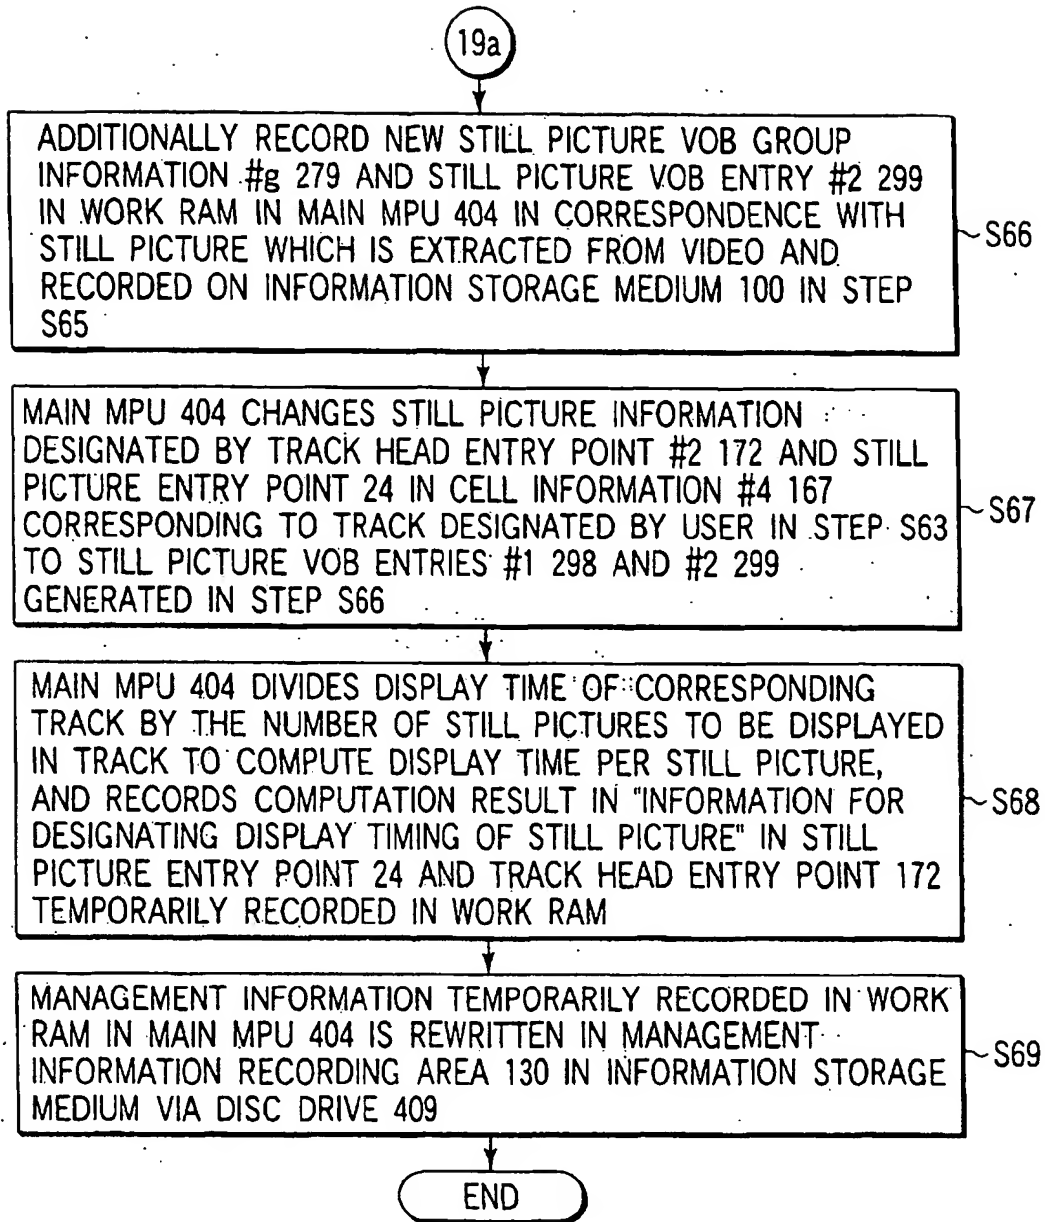 19a
ADDITIONALLY RECORD NEW STILL PICTURE VOB GROUP
INFORMATION #g 279 AND STILL PICTURE VOB ENTRY #2 299
IN WORK RAM IN MAIN MPU 404 IN CORRESPONDENCE WITH
STILL PICTURE WHICH IS EXTRACTED FROM VIDEO AND
RECORDED ON INFORMATION STORAGE MEDIUM 100 IN STEP
S65
S66
MAIN MPU 404 CHANGES STILL PICTURE INFORMATION
DESIGNATED BY TRACK HEAD ENTRY POINT #2 172 AND STILL
PICTURE ENTRY POINT 24 IN CELL INFORMATION #4 167
CORRESPONDING TO TRACK DESIGNATED BY USER IN STEP S63
TO STILL PICTURE VOB ENTRIES #1 298 AND #2 299
GENERATED IN STEP S66
S67
MAIN MPU 404 DIVIDES DISPLAY TIME OF CORRESPONDING
TRACK BY THE NUMBER OF STILL PICTURES TO BE DISPLAYED
IN TRACK TO COMPUTE DISPLAY TIME PER STILL PICTURE,
AND RECORDS COMPUTATION RESULT IN "INFORMATION FOR
DESIGNATING DISPLAY TIMING OF STILL PICTURE" IN STILL
PICTURE ENTRY POINT 24 AND TRACK HEAD ENTRY POINT 172
TEMPORARILY RECORDED IN WORK RAM
S68
MANAGEMENT INFORMATION TEMPORARILY RECORDED IN WORK
RAM IN MAIN MPU 404 IS REWRITTEN IN MANAGEMENT
INFORMATION RECORDING AREA 130 IN INFORMATION STORAGE
MEDIUM VIA DISC DRIVE 409
S69
END